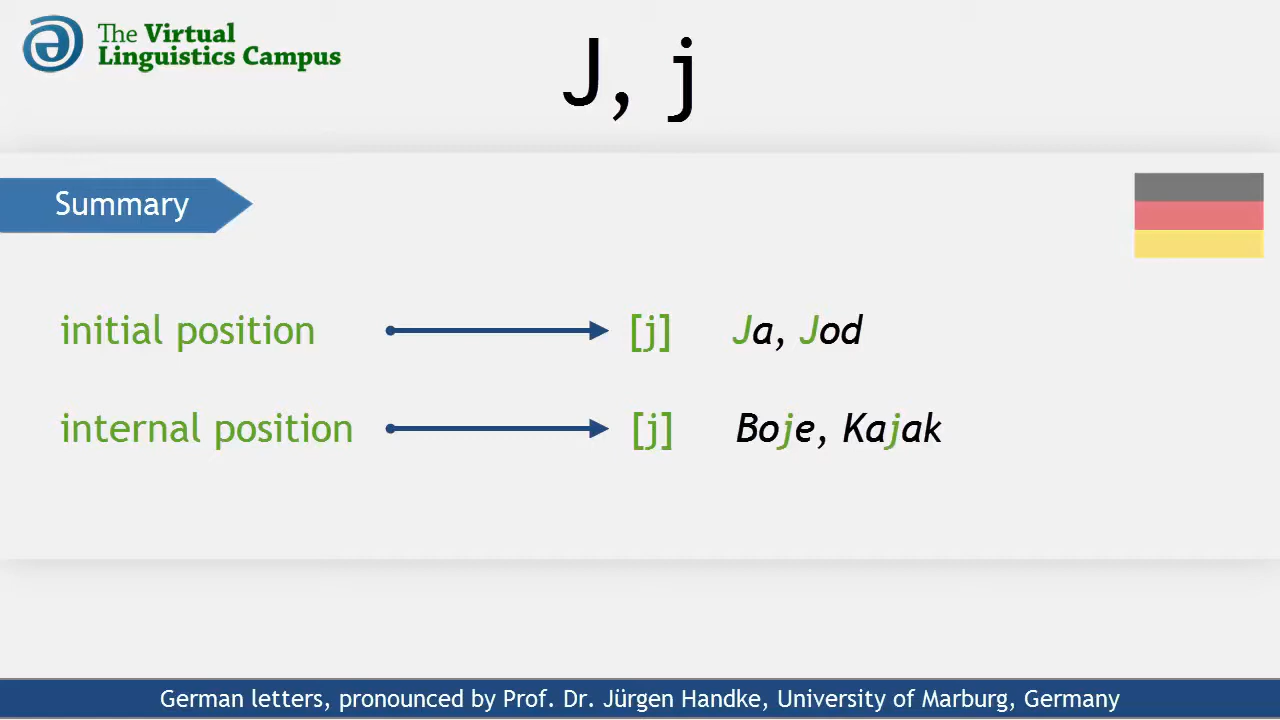 The Virtual
Linguistics Campus
J, j
Summary
initial position [j] Ja, Jod
internal position [j] Boje, Kajak
German letters, pronounced by Prof. Dr. Jürgen Handke, University of Marburg, Germany